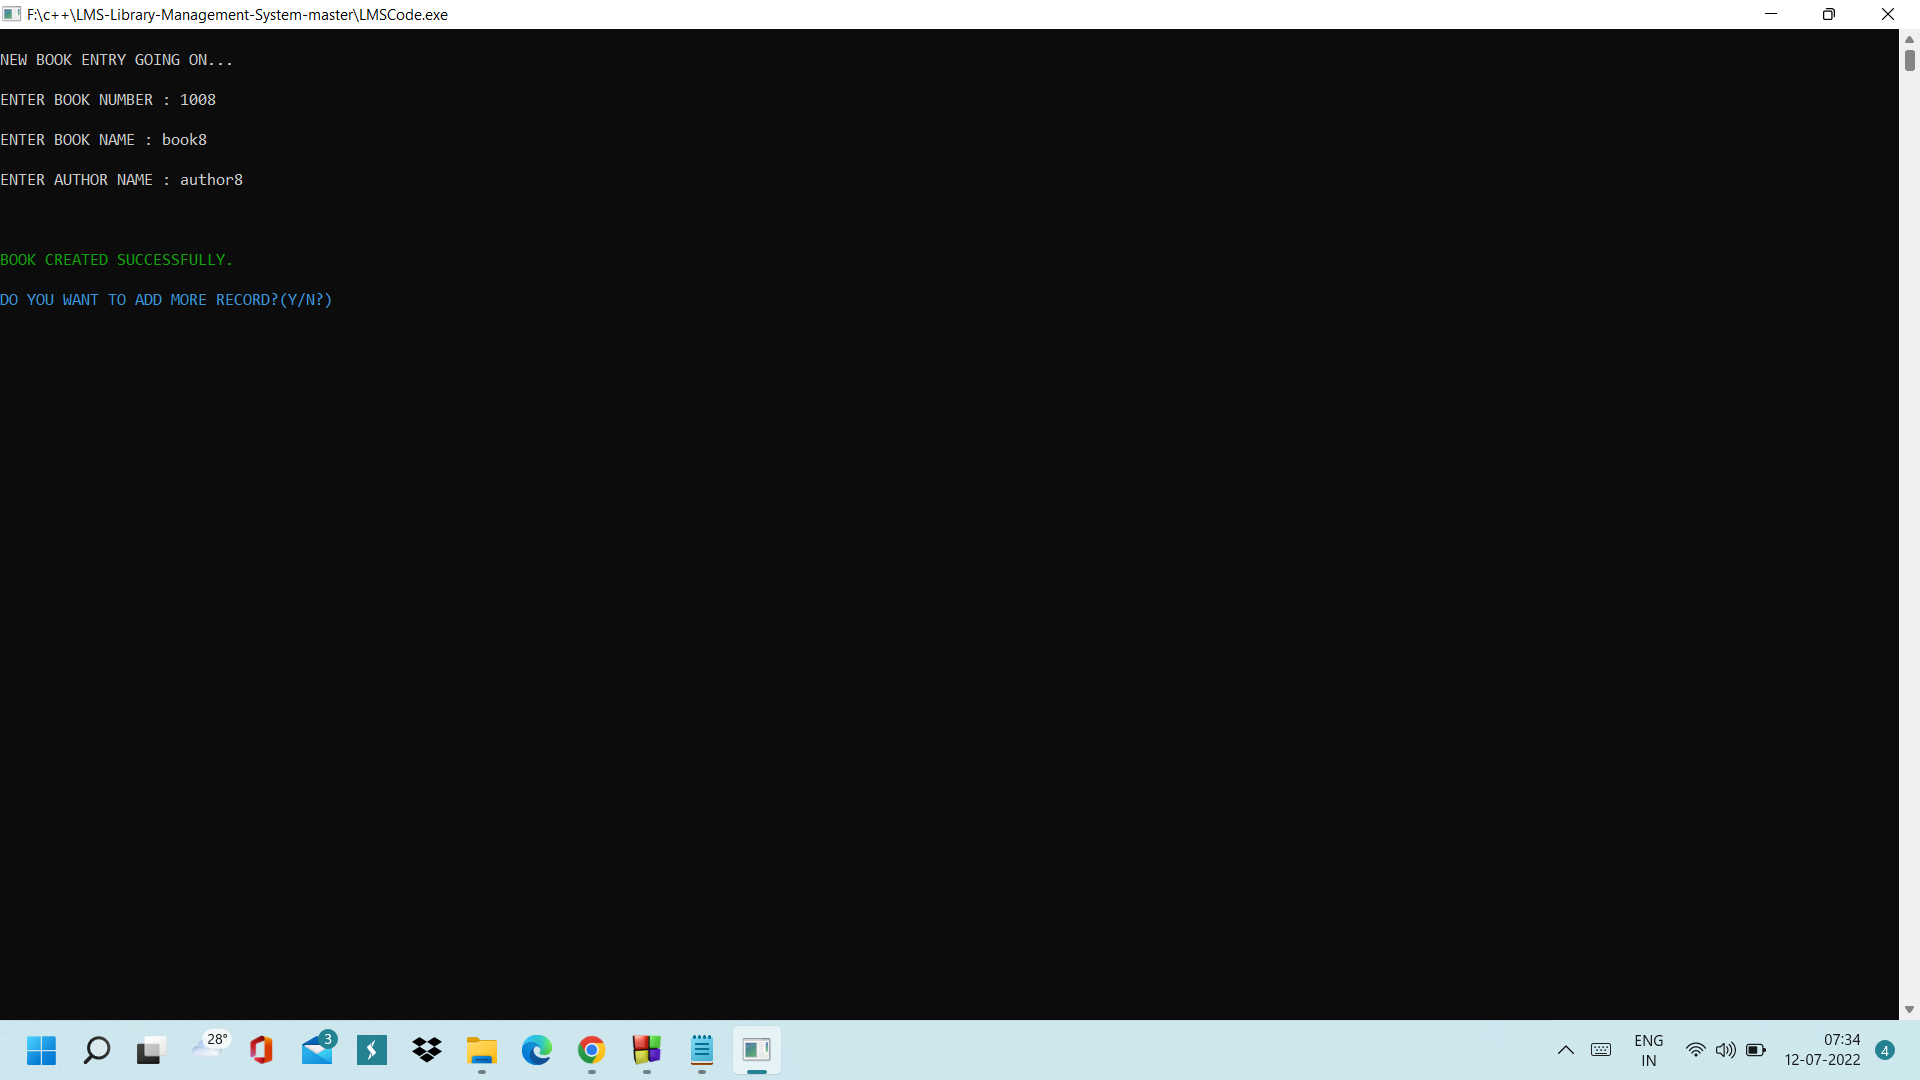 F:\c++\LMS-Library-Management-System-master\LMSCode.exe
NEW BOOK ENTRY GOING ON...
ENTER BOOK NUMBER : 1008
ENTER BOOK NAME : book8
ENTER AUTHOR NAME : author8
BOOK CREATED SUCCESSFULLY.
DO YOU WANT TO ADD MORE RECORD?(Y/N?)
28°
3
ENG
IN
07:34
12-07-2022
4